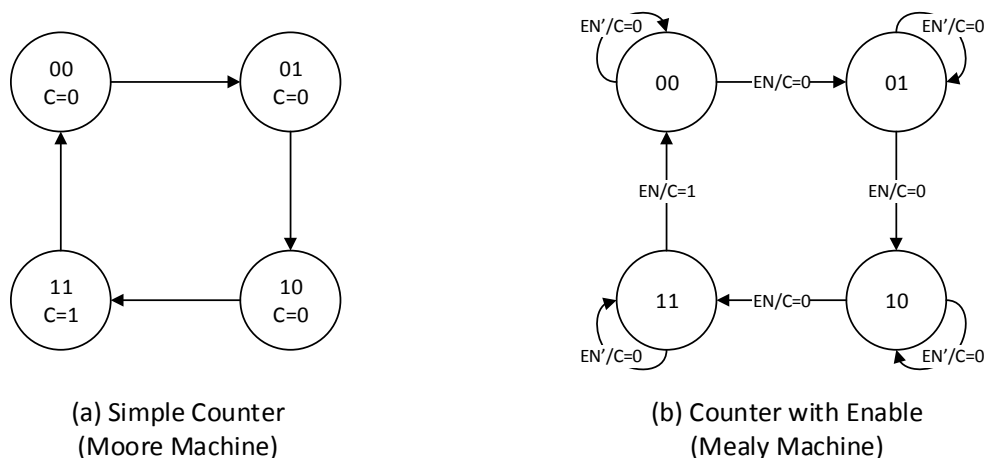 00
C=0
01
C=0
11
C=1
10
C=0
(a) Simple Counter
(Moore Machine)
EN’/C=0
EN’/C=0
00
EN/C=0
01
EN/C=1
EN/C=0
11
EN/C=0
10
EN’/C=0
EN’/C=0
(b) Counter with Enable
(Mealy Machine)